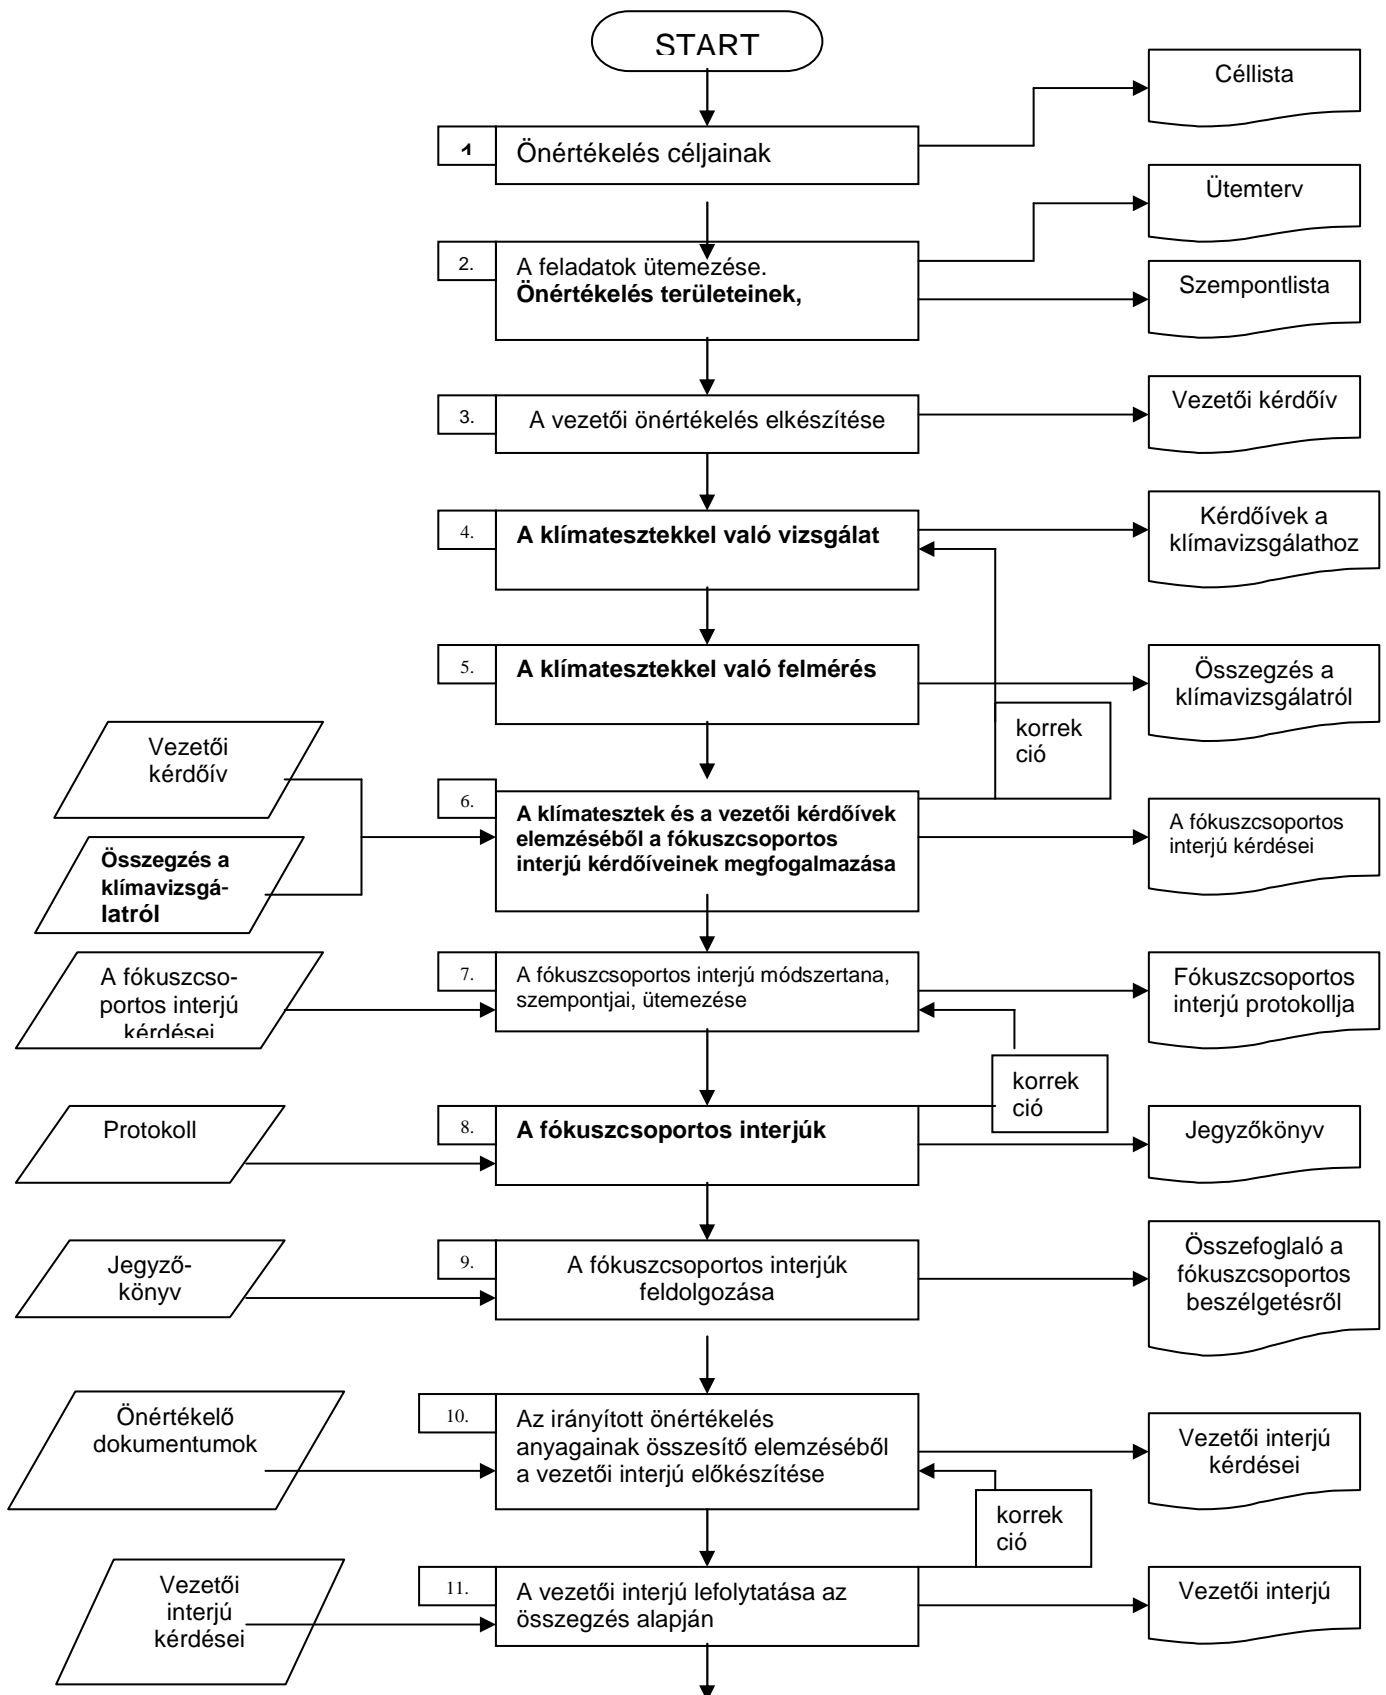 START
Céllista
1
Önértékelés céljainak
Ütemterv
2.
A feladatok ütemezése.
Önértékelés területeinek,
Szempontlista
3.
A vezetői önértékelés elkészítése
Vezetői kérdőív
4.
A klímatesztekkel való vizsgálat
Kérdőívek a
klímavizsgálathoz
5.
A klímatesztekkel való felmérés
Összegzés a
klímavizsgálatról
korrek
ció
Vezetői
kérdőív
Összegzés a
klímavizsgá-
latról
6.
A klímatesztek és a vezetői kérdőívek
elemzéséből a fókuszcsoportos
interjú kérdőíveinek megfogalmazása
A fókuszcsoportos
interjú kérdései
A fókuszcso-
portos interjú
kérdései
7.
A fókuszcsoportos interjú módszertana,
szempontjai, ütemezése
Fókuszcsoportos
interjú protokollja
korrek
ció
Protokoll
8.
A fókuszcsoportos interjúk
Jegyzőkönyv
Jegyző-
könyv
9.
A fókuszcsoportos interjúk
feldolgozása
Összefoglaló a
fókuszcsoportos
beszélgetésről
Önértékelő
dokumentumok
10.
Az irányított önértékelés
anyagainak összesítő elemzéséből
a vezetői interjú előkészítése
Vezetői interjú
kérdései
korrek
ció
Vezetői
interjú
kérdései
11.
A vezetői interjú lefolytatása az
összegzés alapján
Vezetői interjú